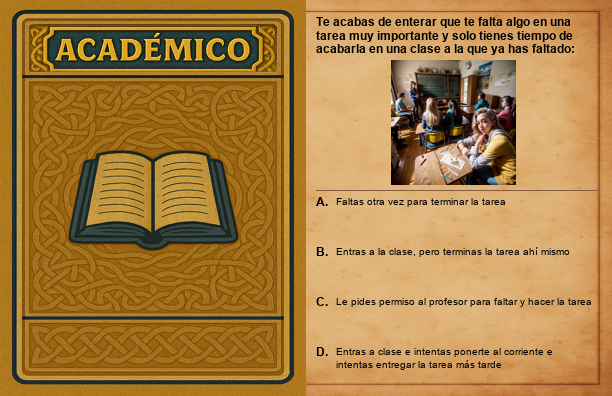 ACADÉMICO
Te acabas de enterar que te falta algo en una
tarea muy importante y solo tienes tiempo de
acabarla en una clase a la que ya has faltado:
A. Faltas otra vez para terminar la tarea
B. Entras a la clase, pero terminas la tarea ahí mismo
C. Le pides permiso al profesor para faltar y hacer la tarea
D. Entras a clase e intentas ponerte al corriente e
intentas entregar la tarea más tarde